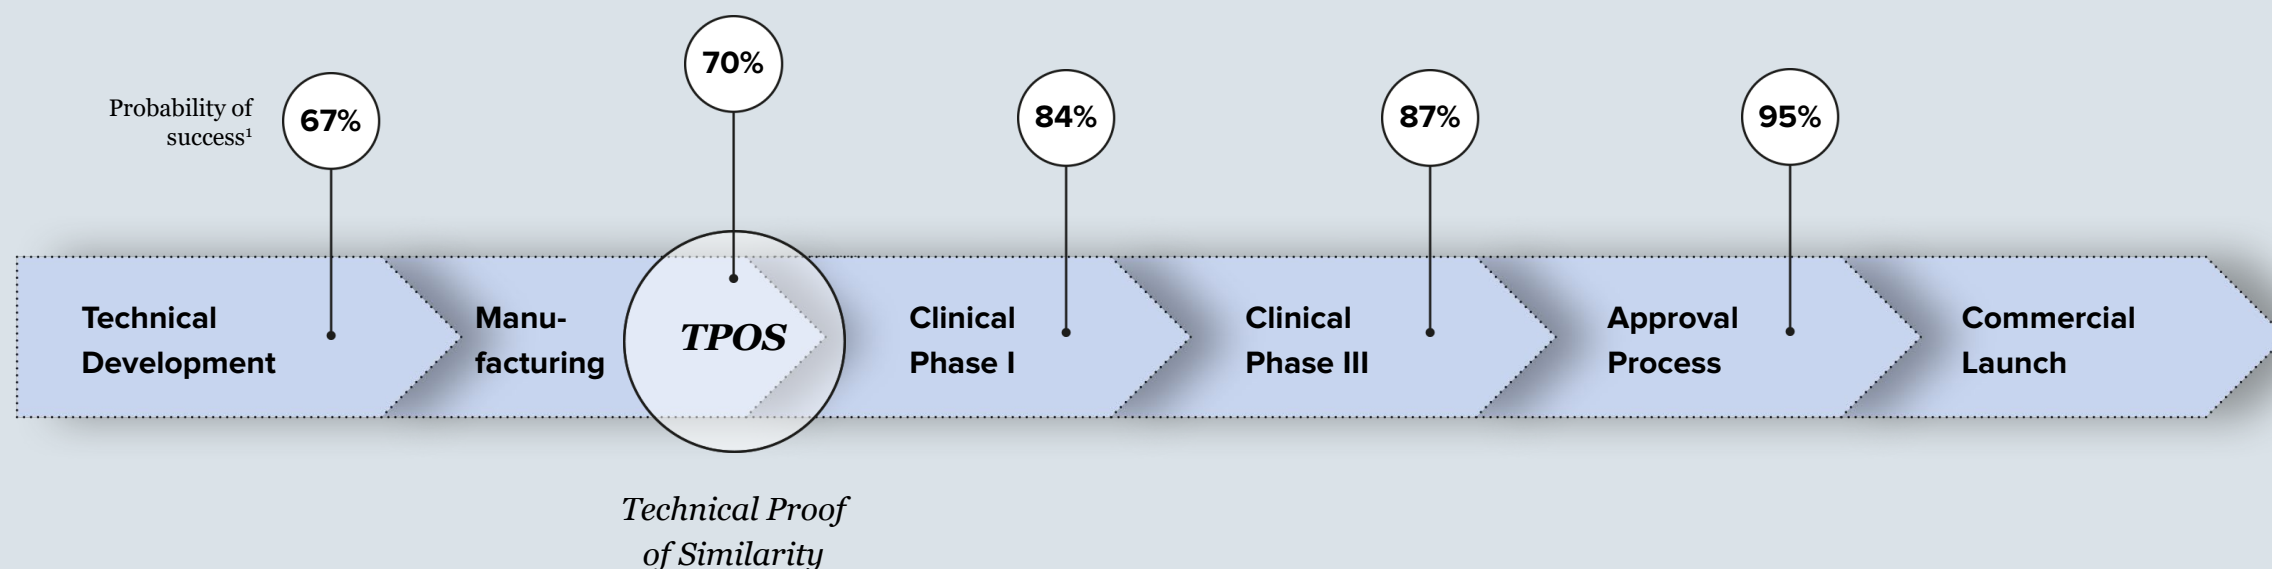 70%
Probability of
success¹
67%
84%
87%
95%
Technical
Development
Manu-
facturing
TPOS
Clinical
Phase I
Clinical
Phase III
Approval
Process
Commercial
Launch
Technical Proof
of Similarity